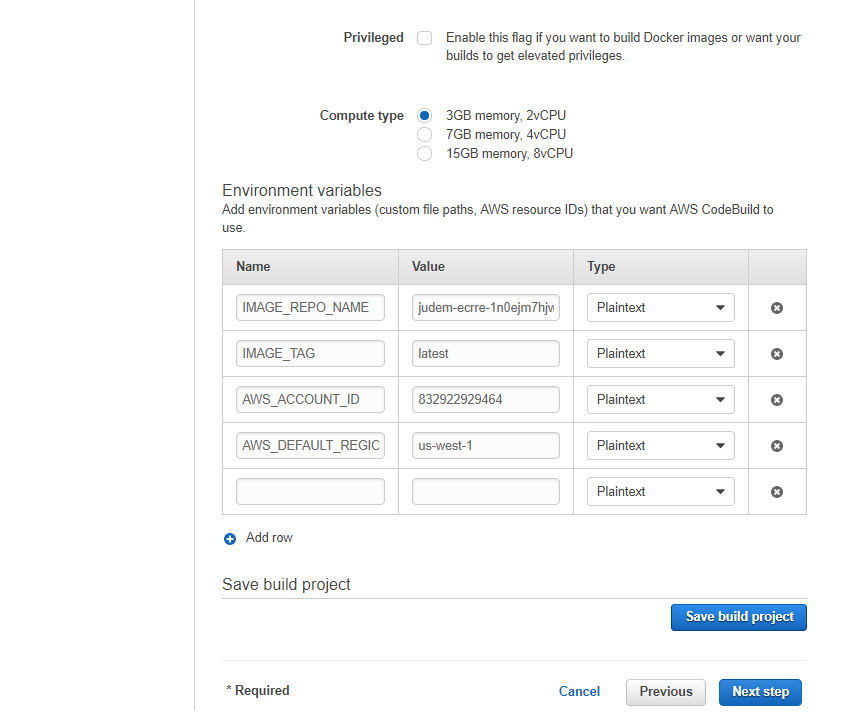 Privileged
Enable this flag if you want to build Docker images or want your
builds to get elevated privileges.
Compute type
3GB memory, 2vCPU
7GB memory, 4vCPU
15GB memory, 8vCPU
Environment variables
Add environment variables (custom file paths, AWS resource IDs) that you want AWS CodeBuild to
use.
Name Value Type
IMAGE_REPO_NAME judem-ecrre-1n0ejm7hjw Plaintext
IMAGE_TAG latest Plaintext
AWS_ACCOUNT_ID 832922929464 Plaintext
AWS_DEFAULT_REGIO us-west-1 Plaintext
Plaintext
Add row
Save build project
Save build project
* Required Cancel Previous Next step